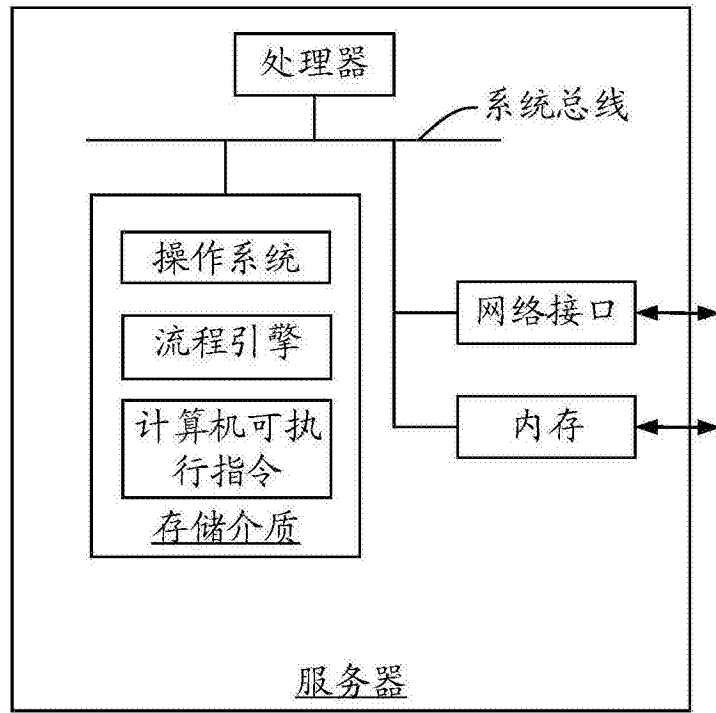 处理器
系统总线
操作系统
流程引擎
计算机可执
行指令
存储介质
网络接口
内存
服务器